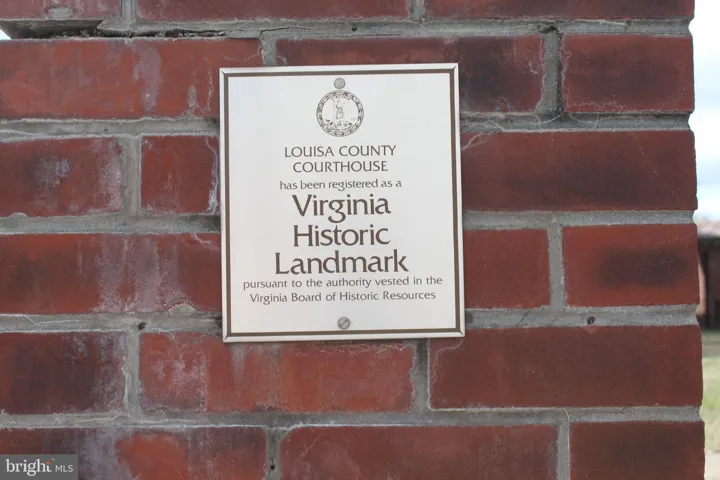 LOUISA COUNTY
COURTHOUSE
has been registered as a
Virginia
Historic
Landmark
pursuant to the authority vested in the
Virginia Board of Historic Resources
bright MLS